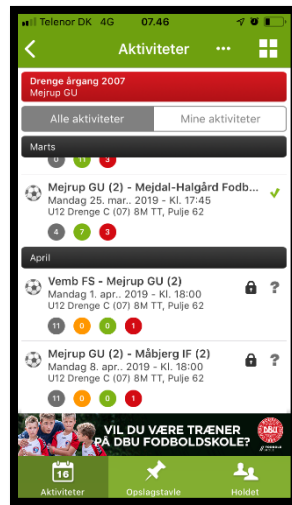 Telenor DK 4G 07.46
Aktiviteter
Drenge årgang 2007
Mejrup GU
Alle aktiviteter Mine aktiviteter
Marts
0 11 3
Mejrup GU (2) - Mejdal-Halgård Fodb...
Mandag 25. mar.. 2019 - Kl. 17:45
U12 Drenge C (07) 8M TT, Pulje 62
4 7 3
April
Vemb FS - Mejrup GU (2)
Mandag 1. apr.. 2019 - Kl. 18:00
U12 Drenge C (07) 8M TT, Pulje 62
?
11 0 0 1
Mejrup GU (2) - Måbjerg IF (2)
Mandag 8. apr.. 2019 - Kl. 18:00
U12 Drenge C (07) 8M TT, Pulje 62
?
11 0 0 1
VIL DU VÆRE TRÆNER
PÅ DBU FODBOLDSKOLE?
DBU
16
Aktiviteter Opslagstavle Holdet